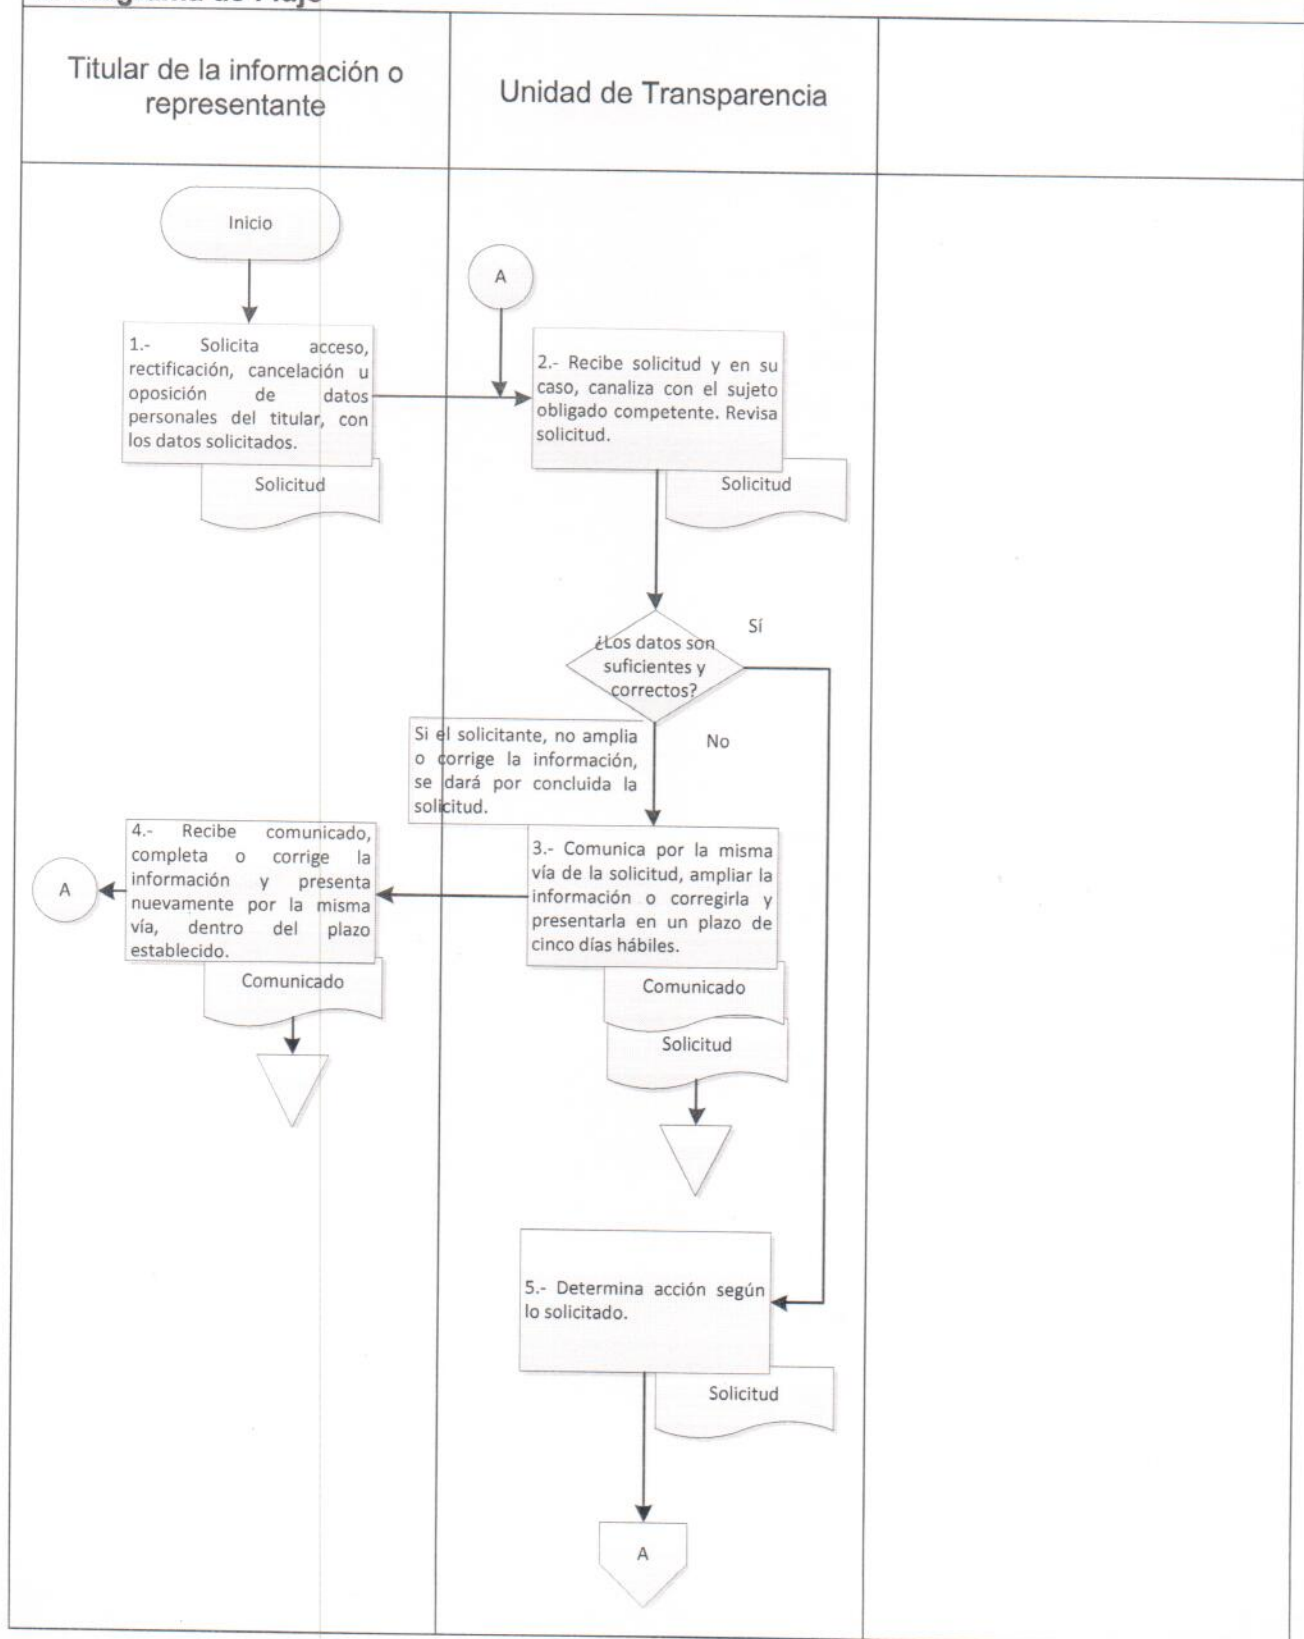 Titular de la información o
representante
Unidad de Transparencia
Inicio
A
1.- Solicita acceso,
rectificación, cancelación u
oposición de datos
personales del titular, con
los datos solicitados.
Solicitud
2.- Recibe solicitud y en su
caso, canaliza con el sujeto
obligado competente. Revisa
solicitud.
Solicitud
¿Los datos son
suficientes y
correctos?
Sí
No
Si el solicitante, no amplia
o corrige la información,
se dará por concluida la
solicitud.
3.- Comunica por la misma
vía de la solicitud, ampliar la
información o corregirla y
presentarla en un plazo de
cinco días hábiles.
Comunicado
Solicitud
4.- Recibe comunicado,
completa o corrige la
información y presenta
nuevamente por la misma
vía, dentro del plazo
establecido.
A
Comunicado
5.- Determina acción según
lo solicitado.
Solicitud
A